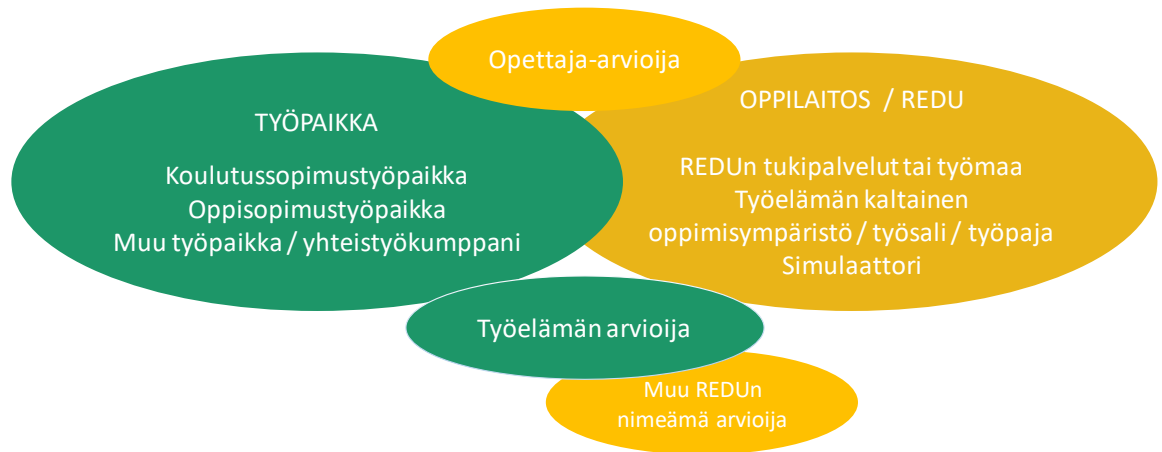 Opettaja-arvioija
TYÖPAIKKA
Koulutussopimustyöpaikka
Oppisopimustyöpaikka
Muu työpaikka / yhteistyökumppani
OPPILAITOS / REDU
REDUn tukipalvelut tai työmaa
Työelämän kaltainen
oppimisympäristö / työsali / työpaja
Simulaattori
Työelämän arvioija
Muu REDUn
nimeämä arvioija